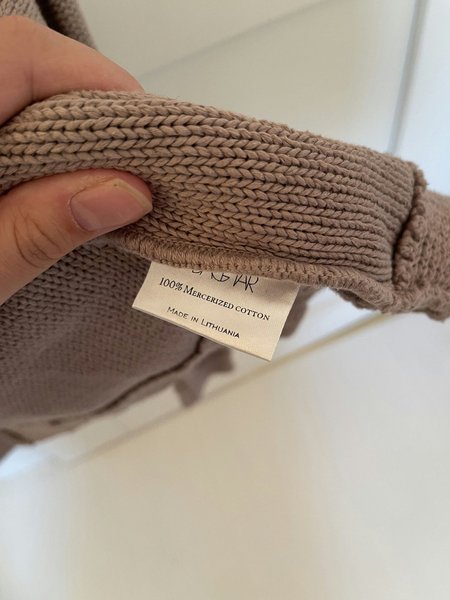 100% Mercerized cotton
Made in Lithuania